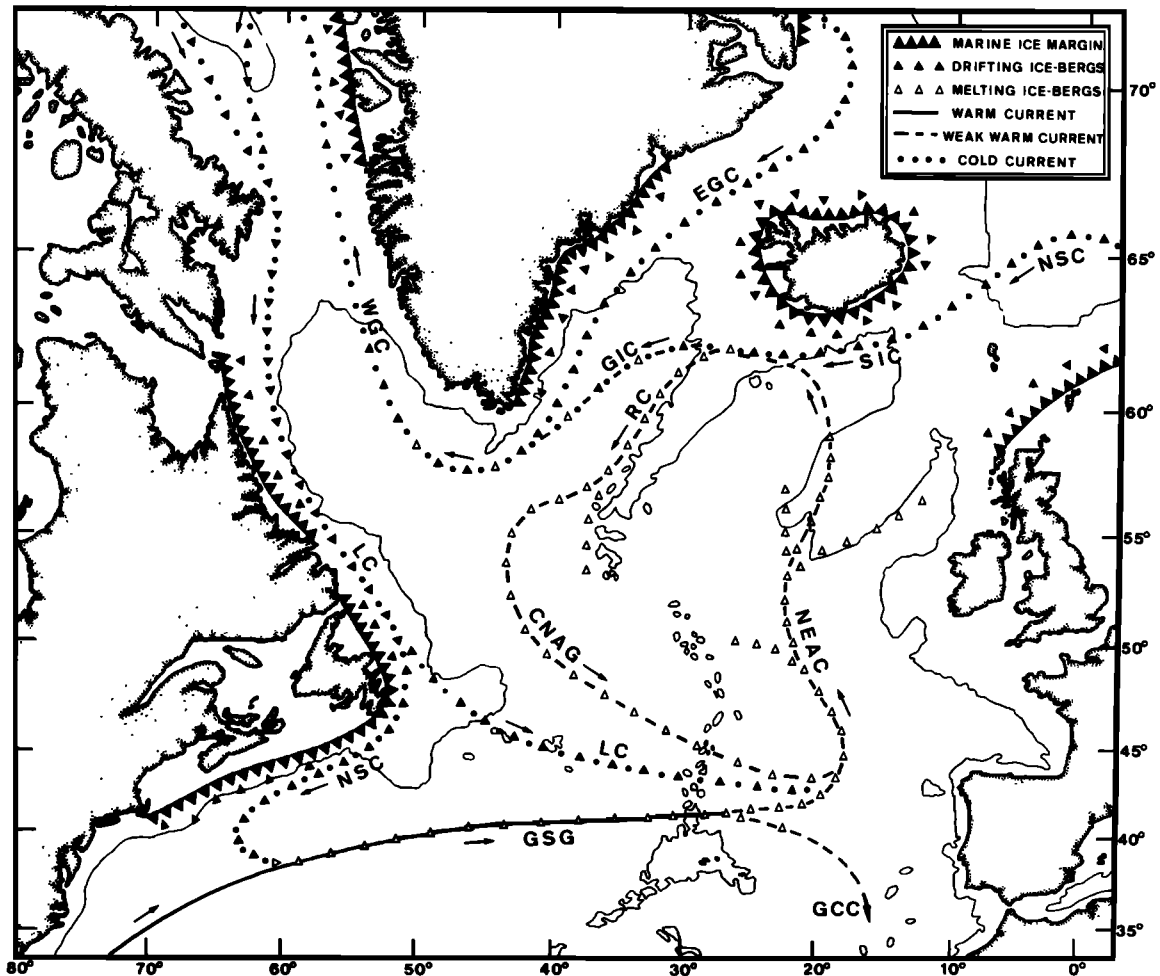 MARINE ICE MARGIN
DRIFTING ICE-BERGS
MELTING ICE-BERGS
WARM CURRENT
WEAK WARM CURRENT
COLD CURRENT
70°
EGC
65°
NSC
WGC
GIC
SIC
RC
60°
LC
55°
CNAG
NEAC
50°
LC
45°
NSC
GSG
40°
GCC
35°
80°
70°
60°
50°
40°
30°
20°
10°
0°